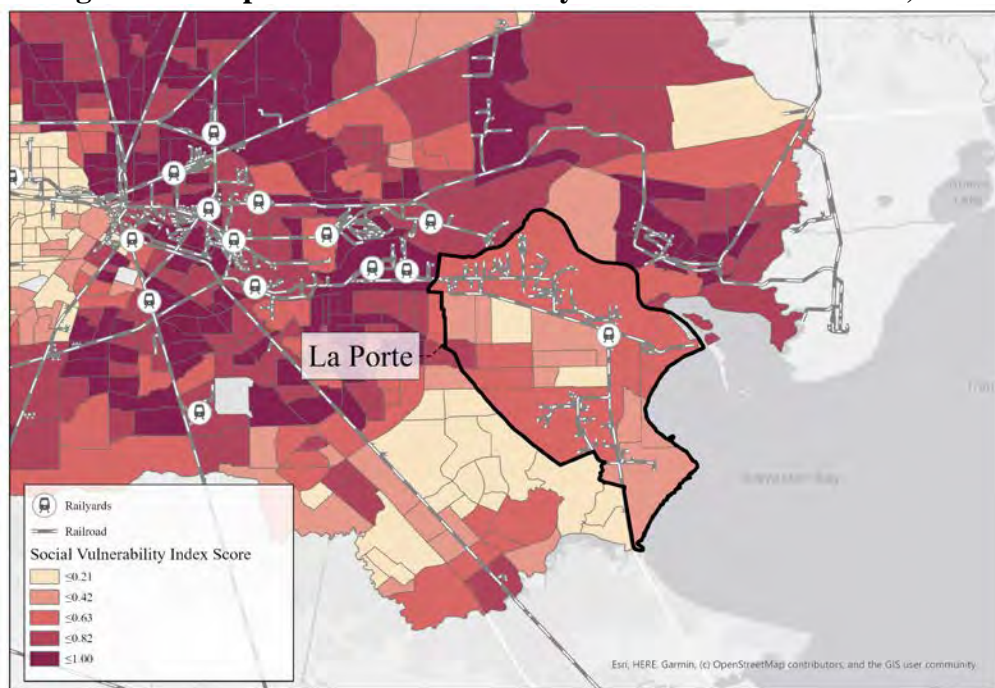 La Porte
Railyards
Railroad
Social Vulnerability Index Score
≤0.21
≤0.42
≤0.63
≤0.82
≤1.00
Esri, HERE, Garmin, (c) OpenStreetMap contributors, and the GIS user community